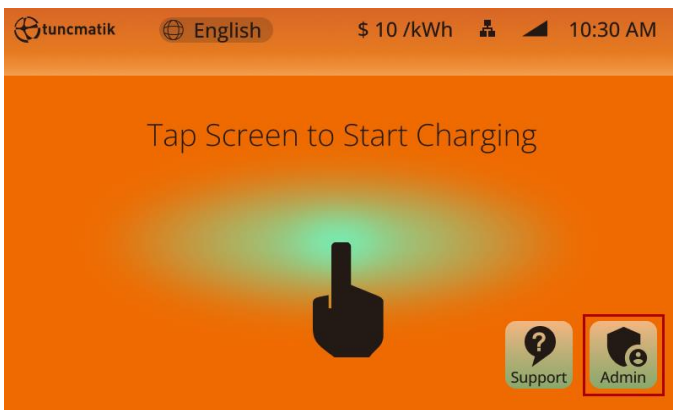 tuncmatik English $ 10 /kWh 10:30 AM
Tap Screen to Start Charging
?
Support Admin